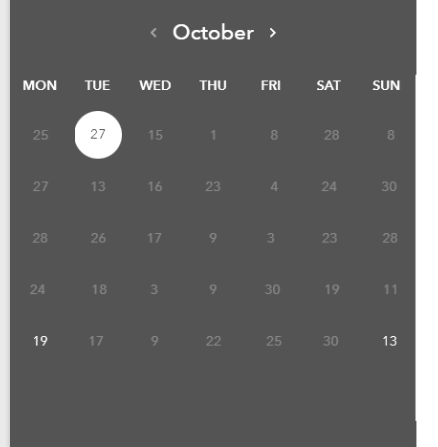 ‹ October ›
MON TUE WED THU FRI SAT SUN
25 27 15 1 8 28 8
27 13 16 23 4 24 30
28 26 17 9 3 23 28
24 18 3 9 30 19 11
19 17 9 22 25 30 13